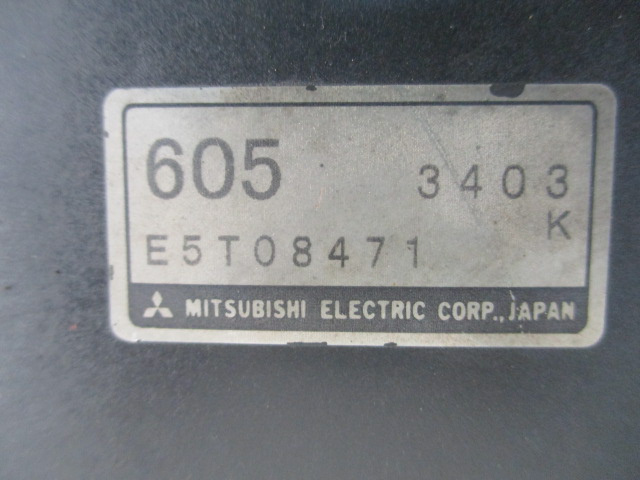 605 3403
K
E5T08471
MITSUBISHI ELECTRIC CORP., JAPAN